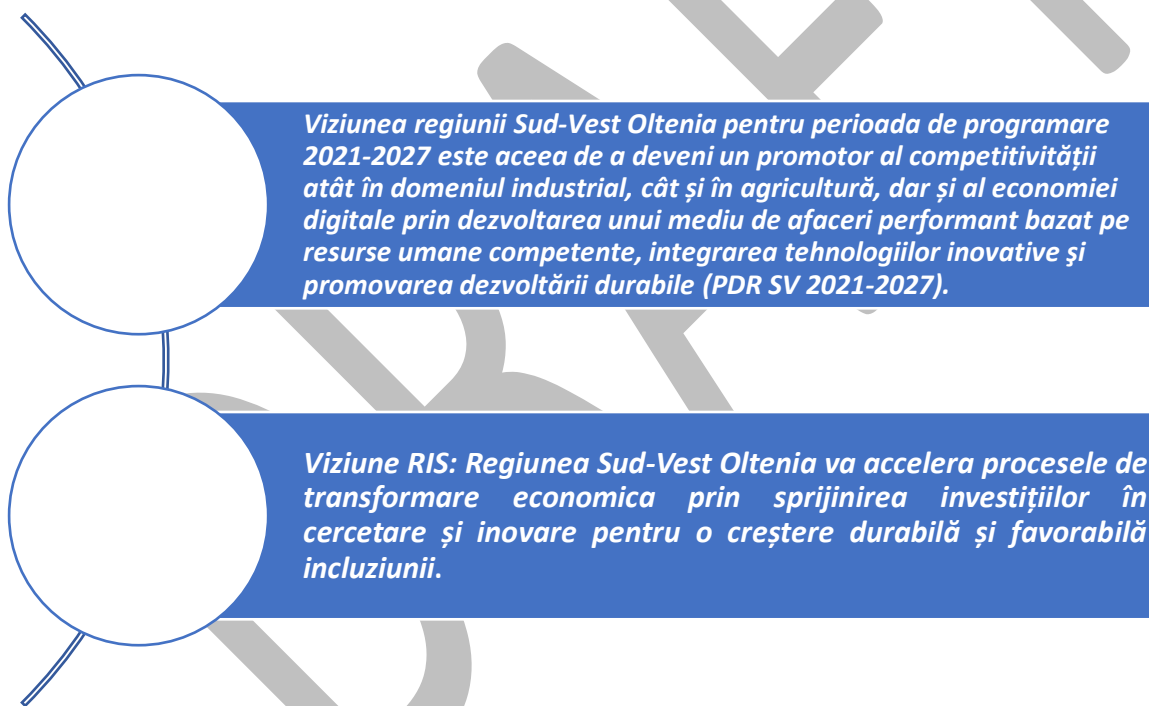 Viziunea regiunii Sud-Vest Oltenia pentru perioada de programare
2021-2027 este aceea de a deveni un promotor al competitivității
atât în domeniul industrial, cât și în agricultură, dar și al economiei
digitale prin dezvoltarea unui mediu de afaceri performant bazat pe
resurse umane competente, integrarea tehnologiilor inovative şi
promovarea dezvoltării durabile (PDR SV 2021-2027).
Viziune RIS: Regiunea Sud-Vest Oltenia va accelera procesele de
transformare economica prin sprijinirea investițiilor în
cercetare și inovare pentru o creștere durabilă și favorabilă
incluziunii.